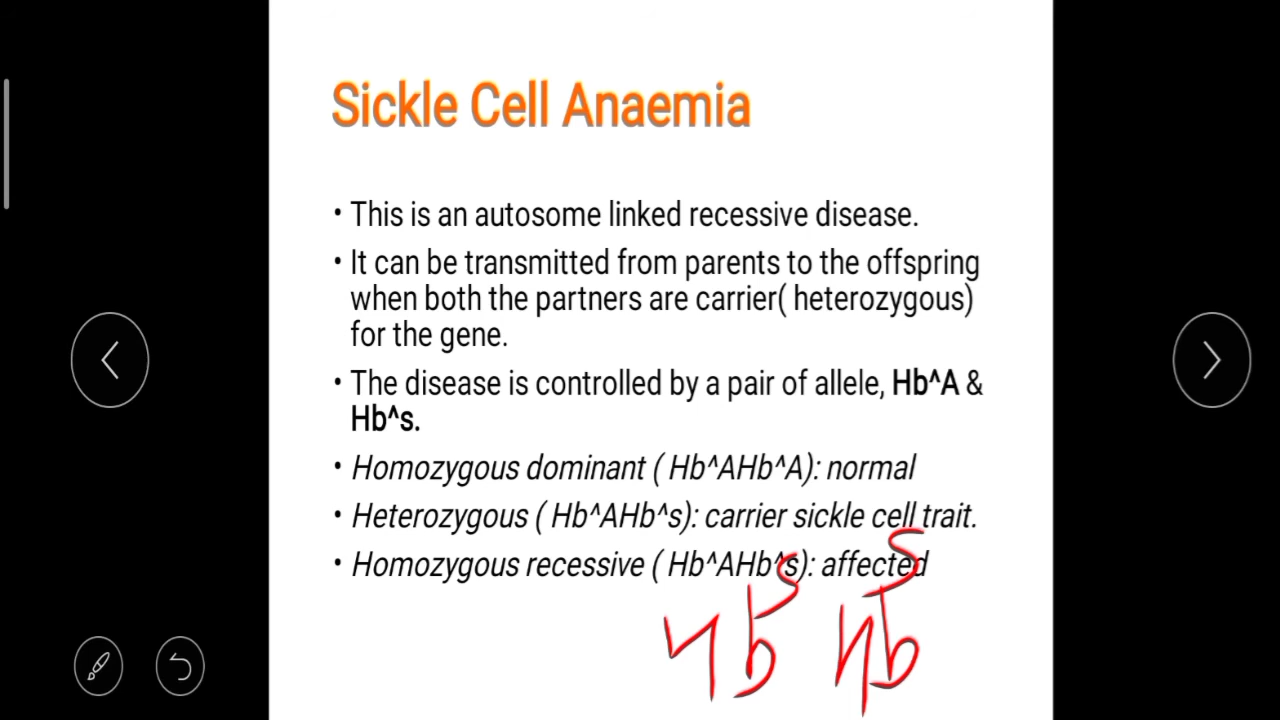 Sickle Cell Anaemia
• This is an autosome linked recessive disease.
• It can be transmitted from parents to the offspring
when both the partners are carrier( heterozygous)
for the gene.
• The disease is controlled by a pair of allele, Hb^A &
Hb^s.
• Homozygous dominant ( Hb^AHb^A): normal
• Heterozygous ( Hb^AHb^s): carrier sickle cell trait.
• Homozygous recessive ( Hb^AHb^s): affected
Hb^S Hb^S